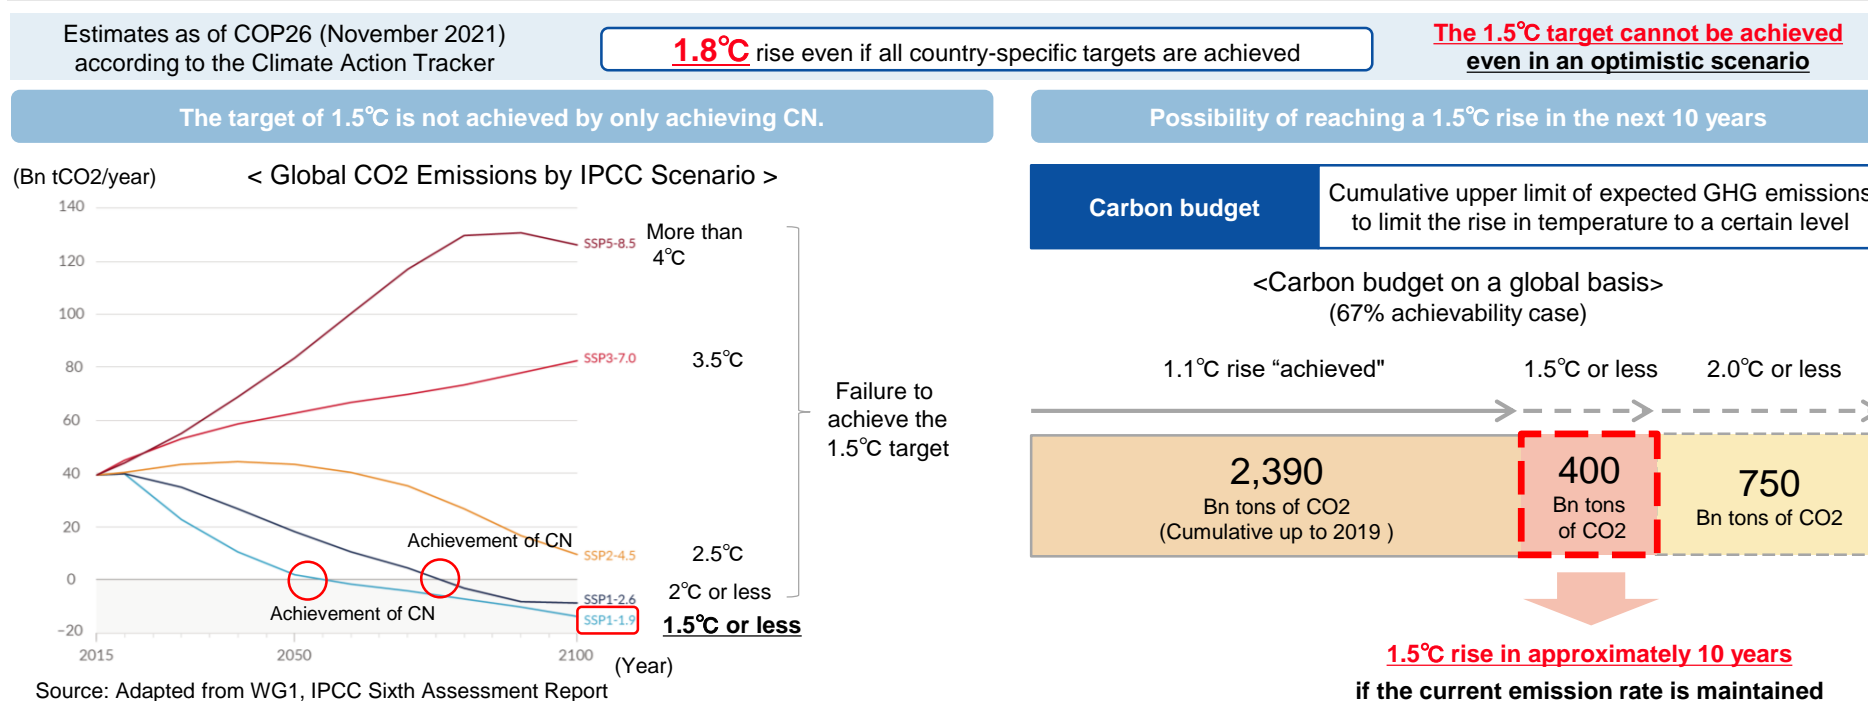 Estimates as of COP26 (November 2021)
according to the Climate Action Tracker
1.8℃ rise even if all country-specific targets are achieved
The 1.5℃ target cannot be achieved
even in an optimistic scenario
The target of 1.5℃ is not achieved by only achieving CN.
(Bn tCO2/year)
< Global CO2 Emissions by IPCC Scenario >
140
120
100
80
60
40
20
0
−20
2015
2050
2100
(Year)
SSP5-8.5
More than
4℃
SSP3-7.0
3.5℃
SSP2-4.5
2.5℃
SSP1-2.6
2℃ or less
SSP1-1.9
1.5℃ or less
Achievement of CN
Achievement of CN
Failure to
achieve the
1.5℃ target
Source: Adapted from WG1, IPCC Sixth Assessment Report
Possibility of reaching a 1.5℃ rise in the next 10 years
Carbon budget
Cumulative upper limit of expected GHG emissions
to limit the rise in temperature to a certain level
<Carbon budget on a global basis>
(67% achievability case)
1.1℃ rise “achieved"
1.5℃ or less
2.0℃ or less
2,390
Bn tons of CO2
(Cumulative up to 2019 )
400
Bn tons
of CO2
750
Bn tons of CO2
1.5℃ rise in approximately 10 years
if the current emission rate is maintained